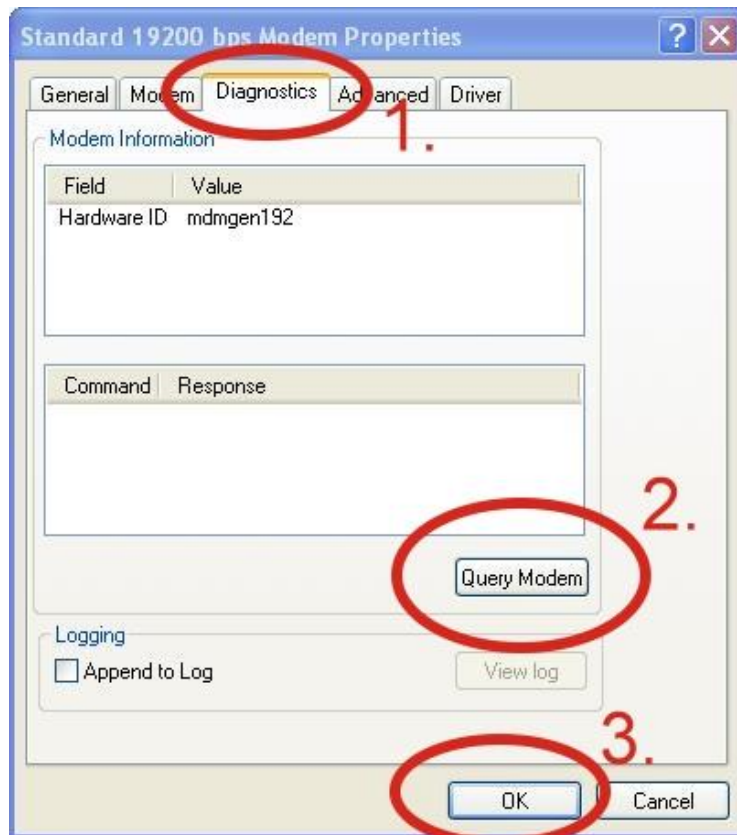 Standard 19200 bps Modem Properties
General Modem Diagnostics Advanced Driver
1.
Modem Information
Field Value
Hardware ID mdmgen192
Command Response
2.
Query Modem
Logging
Append to Log View log
3.
OK Cancel